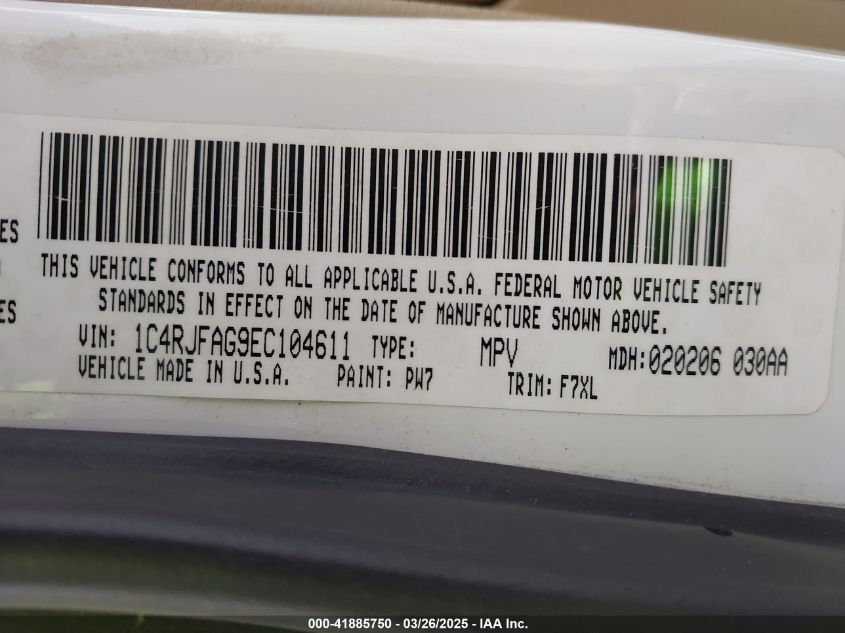 ES
ES
THIS VEHICLE CONFORMS TO ALL APPLICABLE U.S.A. FEDERAL MOTOR VEHICLE SAFETY
STANDARDS IN EFFECT ON THE DATE OF MANUFACTURE SHOWN ABOVE.
VIN: 1C4RJFAG9EC104611 TYPE: MPV MDH:020206 030AA
VEHICLE MADE IN U.S.A. PAINT: PW7 TRIM: F7XL
000-41885750 - 03/26/2025 - IAA Inc.